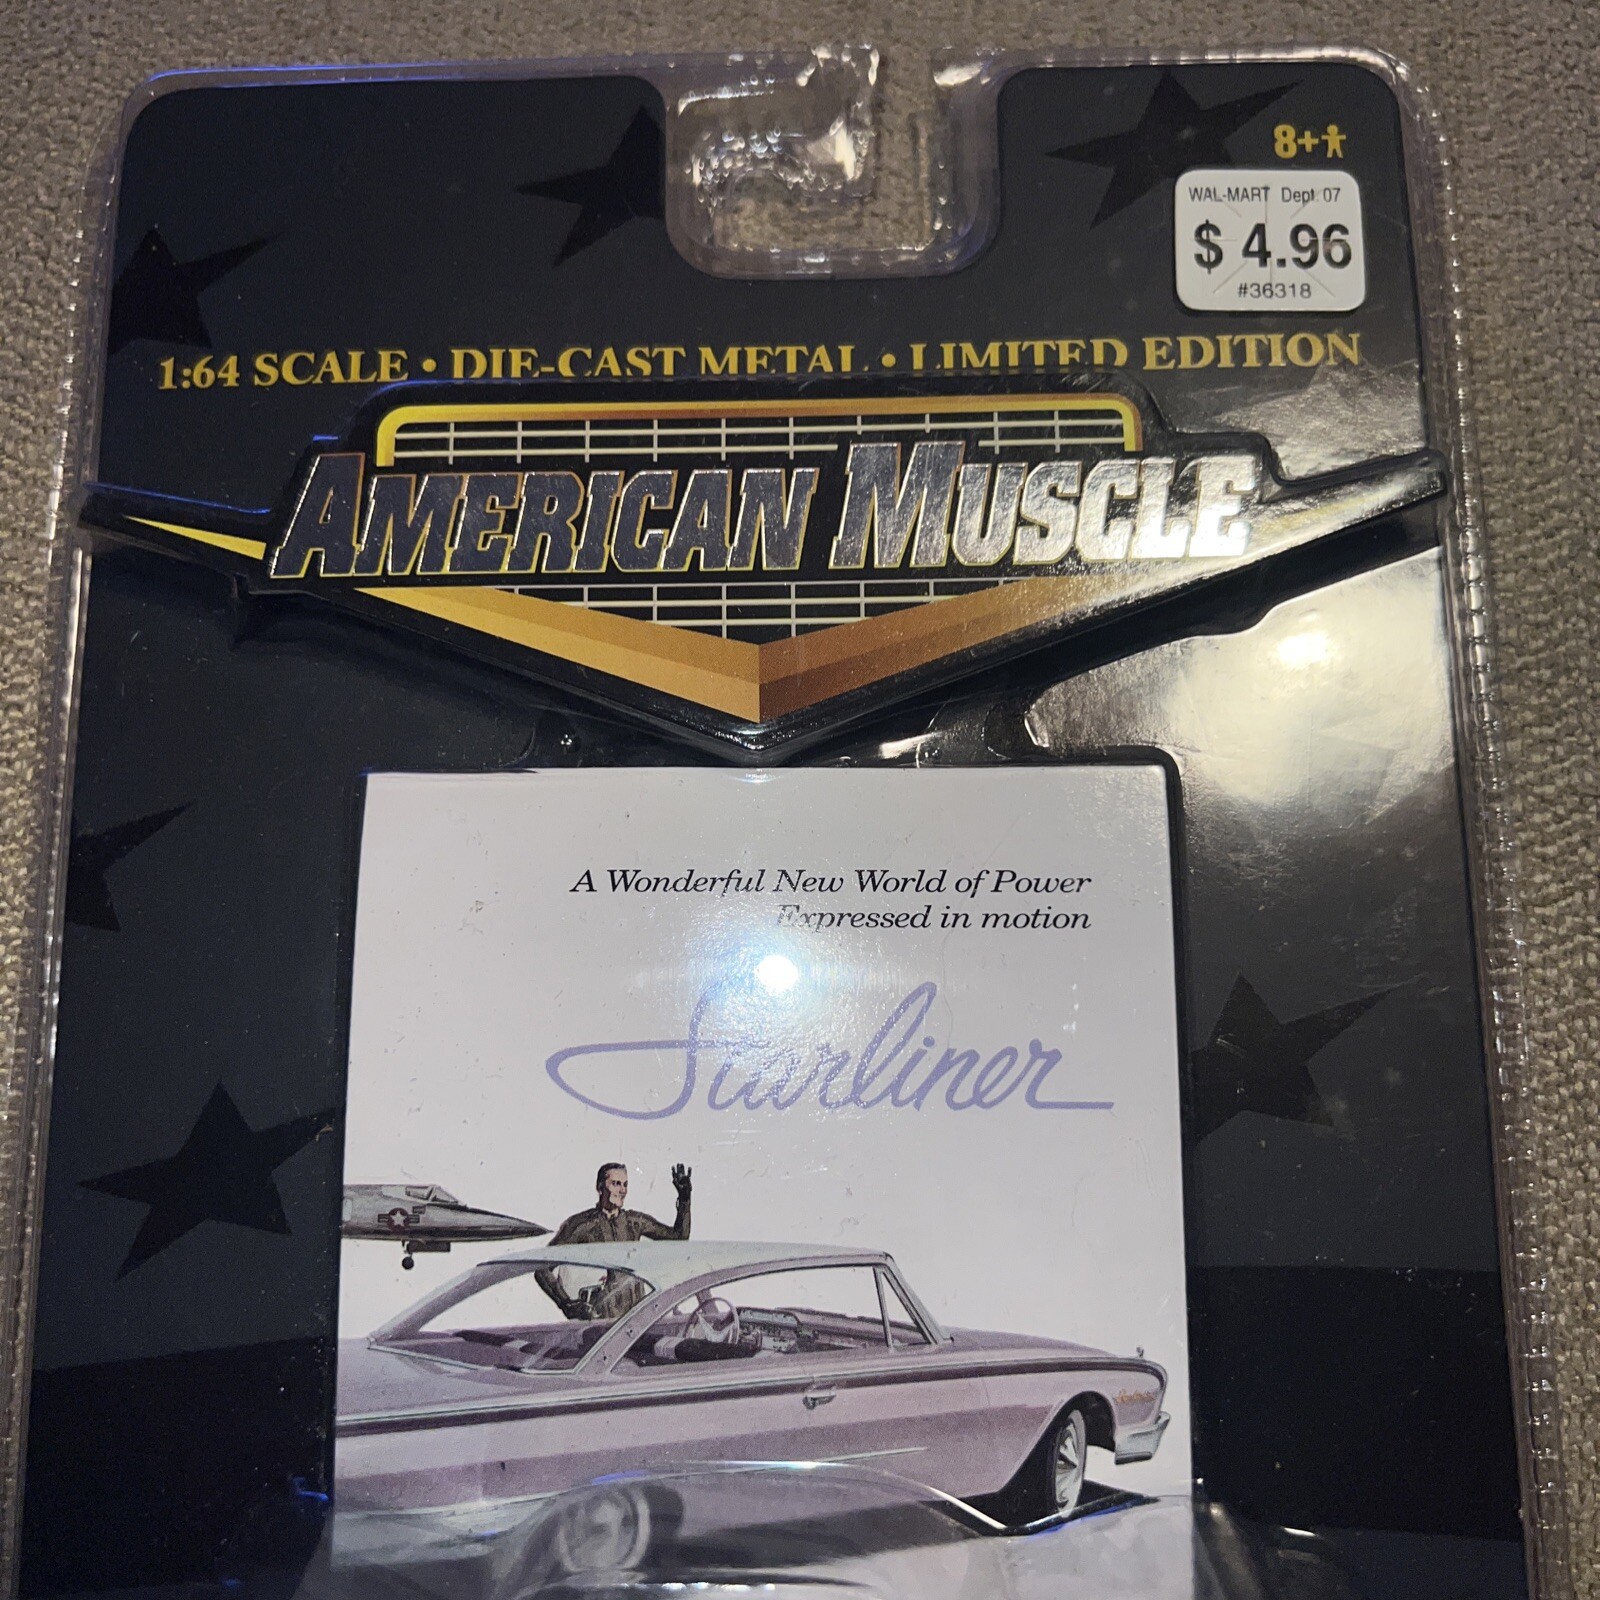 8+
WAL-MART Dept. 07
$ 4.96
#36318
1:64 SCALE • DIE-CAST METAL • LIMITED EDITION
AMERICAN MUSCLE
A Wonderful New World of Power
Expressed in motion
Starliner